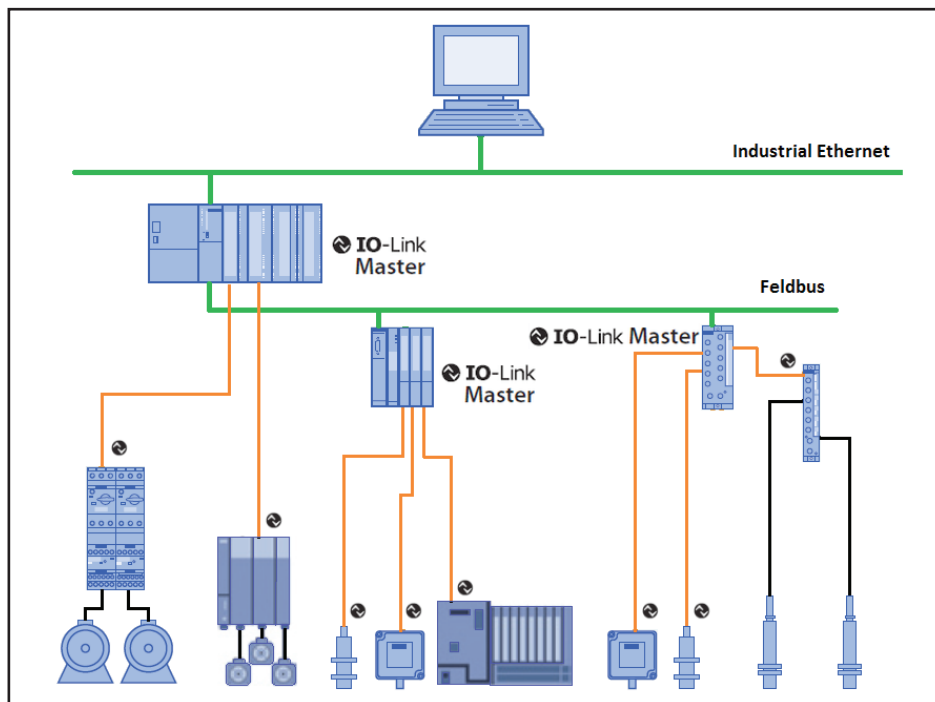 Industrial Ethernet
IO-Link
Master
Feldbus
IO-Link Master
IO-Link
Master